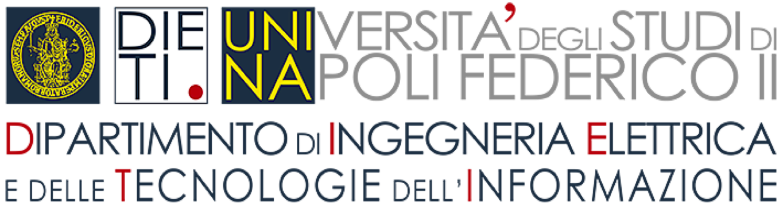 DIE
TI.
UNIVERSITA' DEGLI STUDI DI
NAPOLI FEDERICO II
DIPARTIMENTO DI INGEGNERIA ELETTRICA
E DELLE TECNOLOGIE DELL'INFORMAZIONE